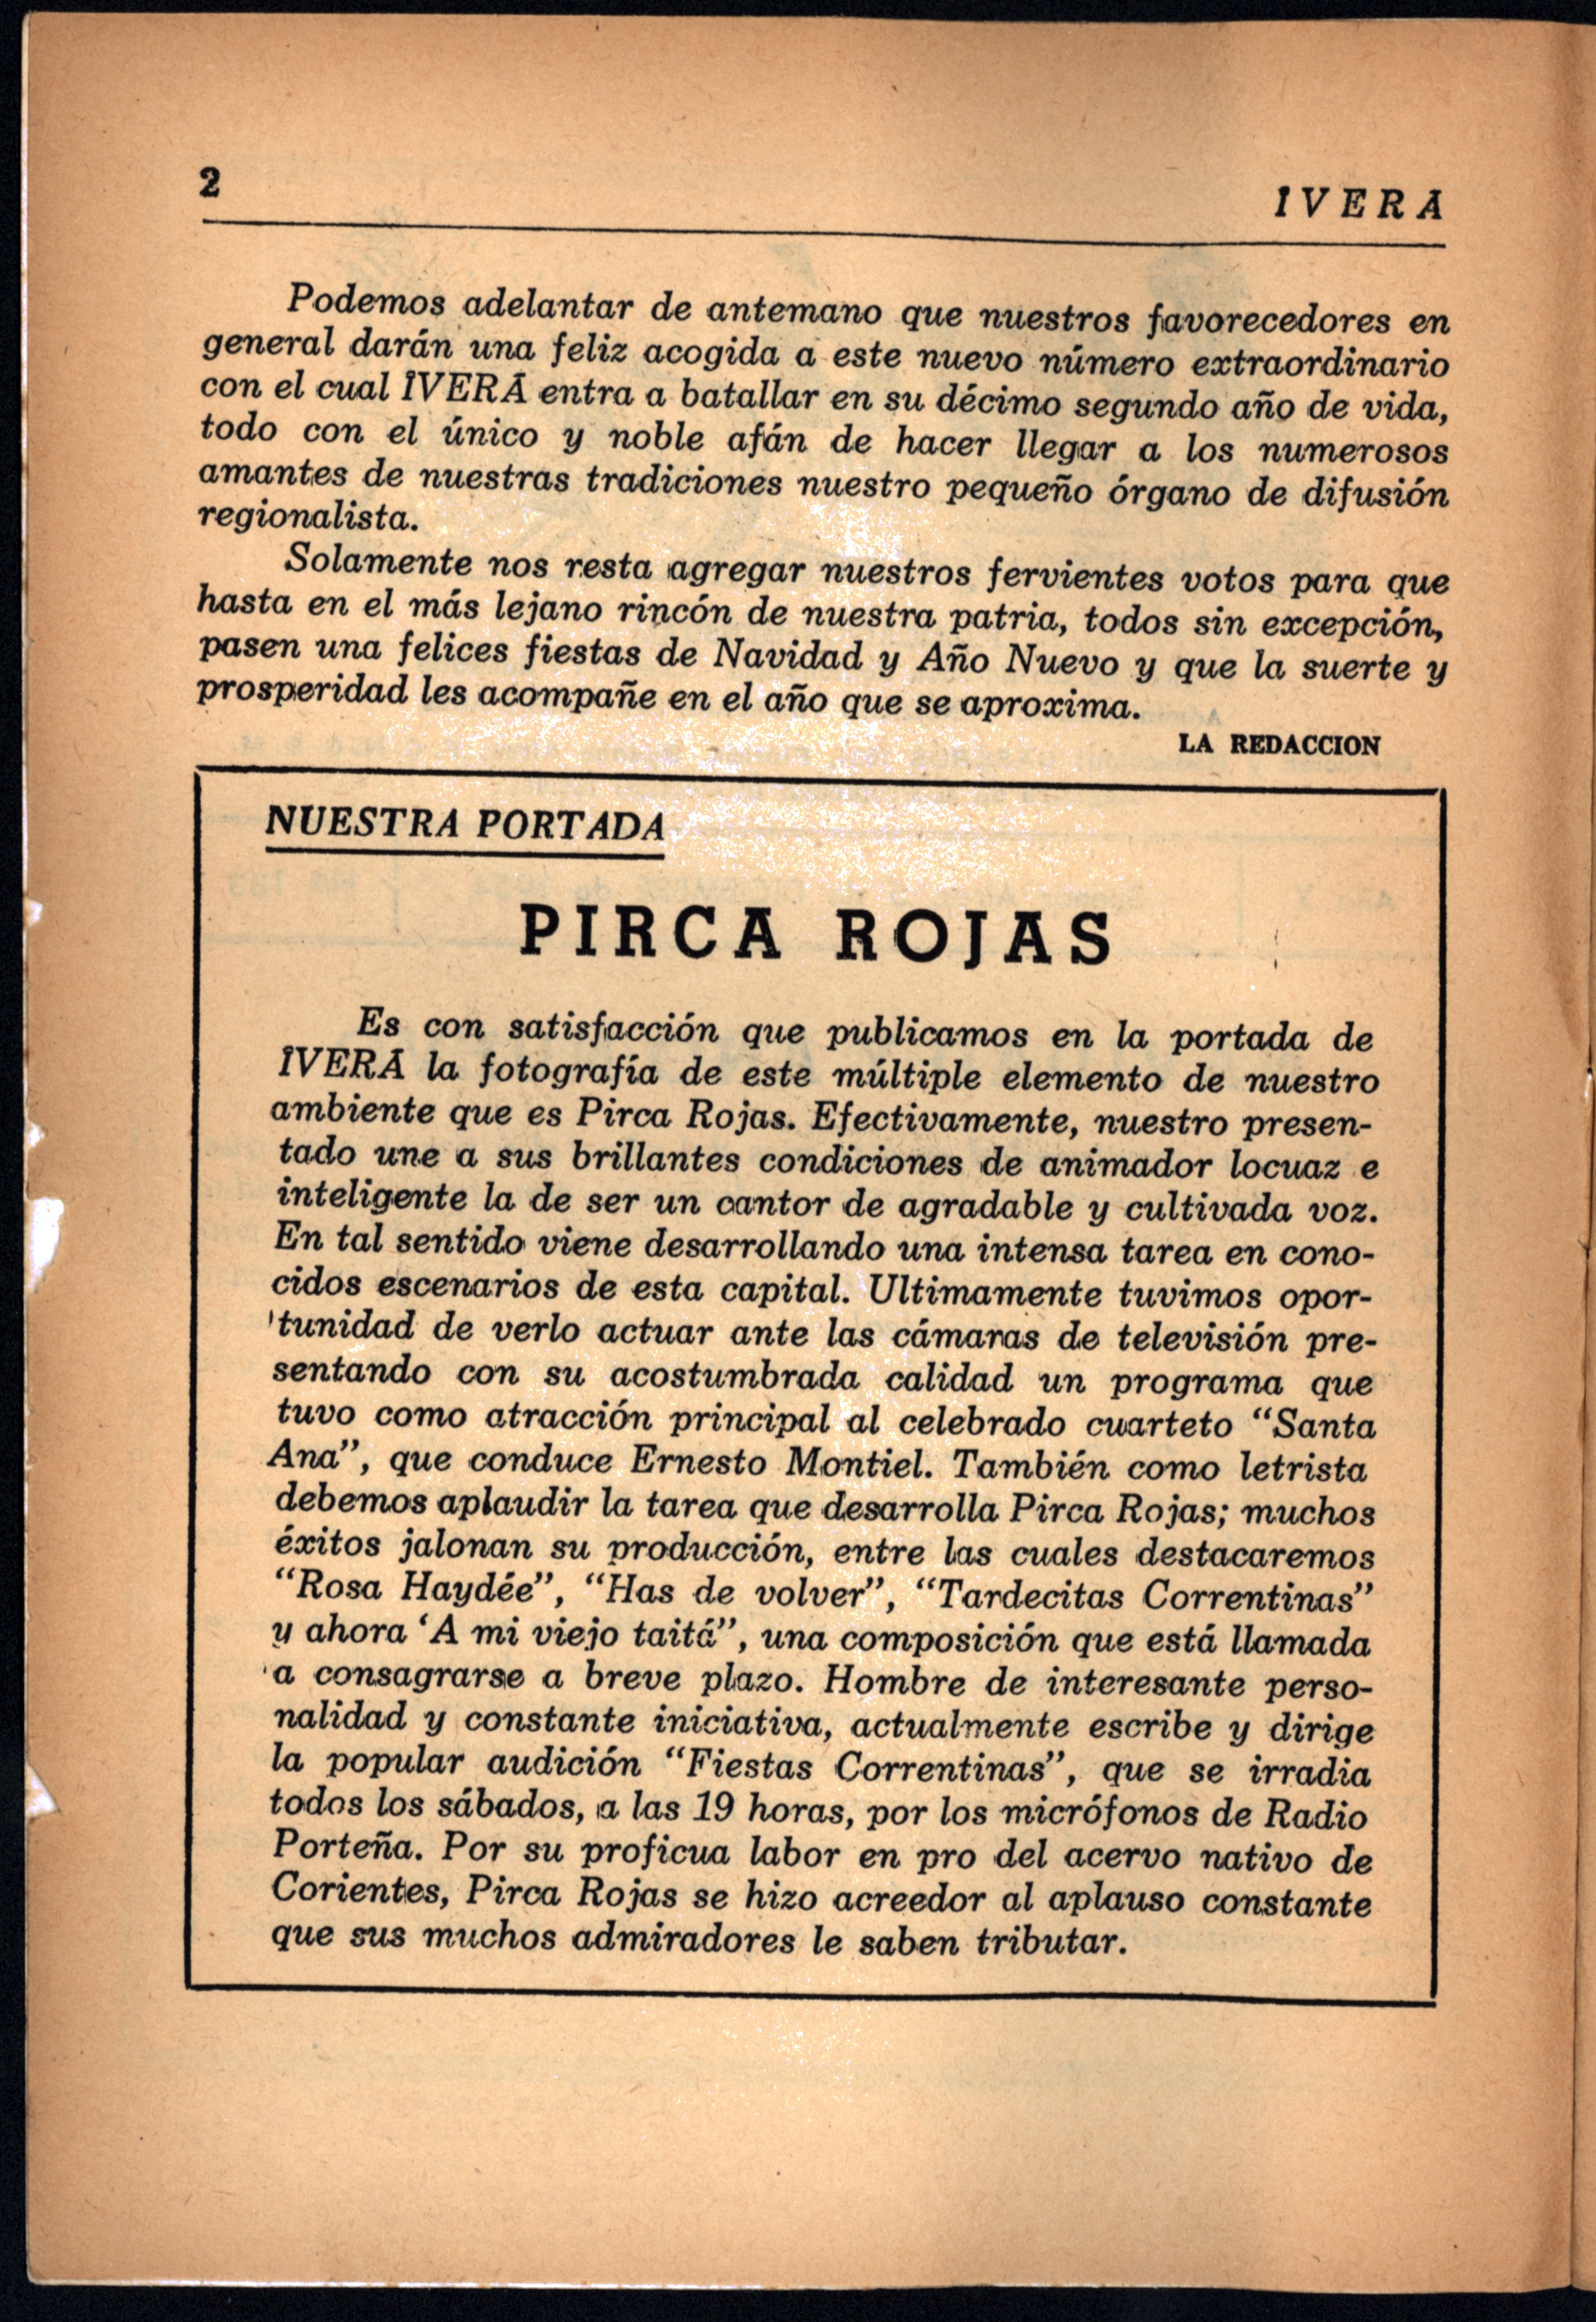 2
IVERA
Podemos adelantar de antemano que nuestros favorecedores en
general darán una feliz acogida a este nuevo número extraordinario
con el cual IVERA entra a batallar en su décimo segundo año de vida,
todo con el único y noble afán de hacer llegar a los numerosos
amantes de nuestras tradiciones nuestro pequeño órgano de difusión
regionalista.
Solamente nos resta agregar nuestros fervientes votos para que
hasta en el más lejano rincón de nuestra patria, todos sin excepción,
pasen una felices fiestas de Navidad y Año Nuevo y que la suerte y
prosperidad les acompañe en el año que se aproxima.
LA REDACCION
NUESTRA PORTADA
PIRCA ROJAS
Es con satisfacción que publicamos en la portada de
IVERA la fotografía de este múltiple elemento de nuestro
ambiente que es Pirca Rojas. Efectivamente, nuestro presen-
tado une a sus brillantes condiciones de animador locuaz e
inteligente la de ser un cantor de agradable y cultivada voz.
En tal sentido viene desarrollando una intensa tarea en cono-
cidos escenarios de esta capital. Ultimamente tuvimos opor-
tunidad de verlo actuar ante las cámaras de televisión pre-
sentando con su acostumbrada calidad un programa que
tuvo como atracción principal al celebrado cuarteto “Santa
Ana”, que conduce Ernesto Montiel. También como letrista
debemos aplaudir la tarea que desarrolla Pirca Rojas; muchos
éxitos jalonan su producción, entre las cuales destacaremos
“Rosa Haydée”, “Has de volver”, “Tardecitas Correntinas”
y ahora ‘A mi viejo taitá”, una composición que está llamada
a consagrarse a breve plazo. Hombre de interesante perso-
nalidad y constante iniciativa, actualmente escribe y dirige
la popular audición “Fiestas Correntinas”, que se irradia
todos los sábados, a las 19 horas, por los micrófonos de Radio
Porteña. Por su proficua labor en pro del acervo nativo de
Corientes, Pirca Rojas se hizo acreedor al aplauso constante
que sus muchos admiradores le saben tributar.